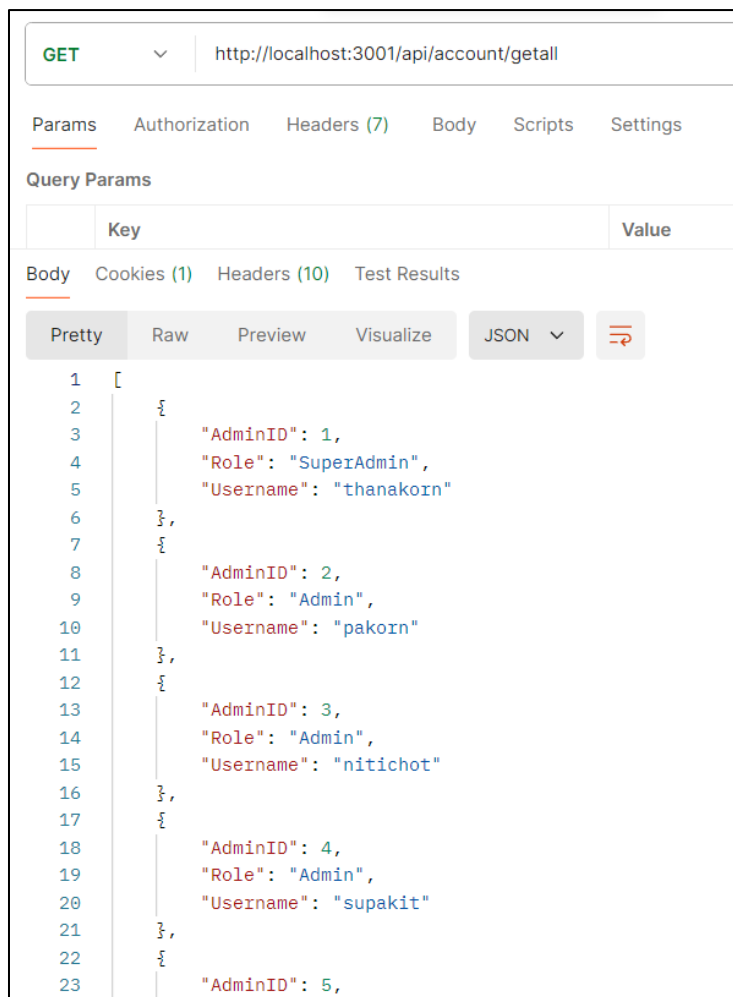 GET http://localhost:3001/api/account/getall
Params Authorization Headers (7) Body Scripts Settings
Query Params
Key Value
Body Cookies (1) Headers (10) Test Results
Pretty Raw Preview Visualize JSON
1 [
2 {
3 "AdminID": 1,
4 "Role": "SuperAdmin",
5 "Username": "thanakorn"
6 },
7 {
8 "AdminID": 2,
9 "Role": "Admin",
10 "Username": "pakorn"
11 },
12 {
13 "AdminID": 3,
14 "Role": "Admin",
15 "Username": "nitichot"
16 },
17 {
18 "AdminID": 4,
19 "Role": "Admin",
20 "Username": "supakit"
21 },
22 {
23 "AdminID": 5,